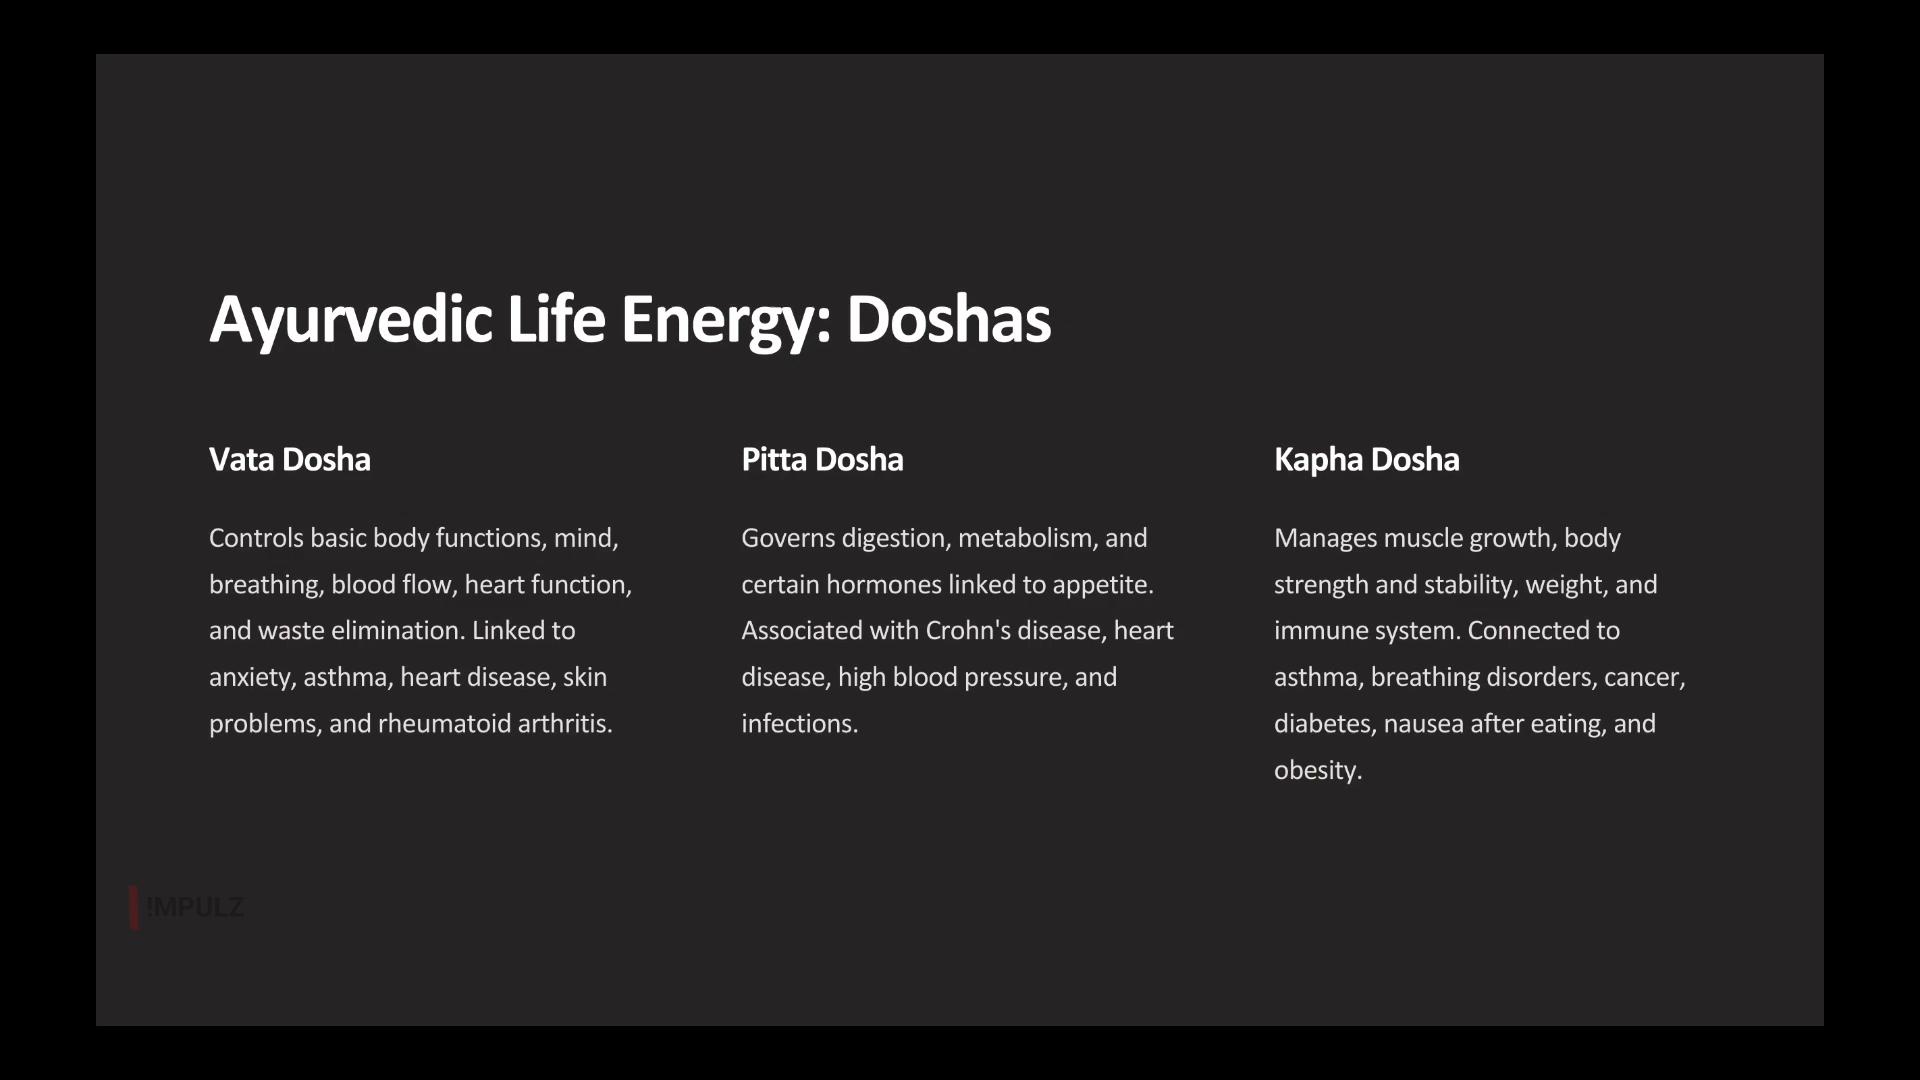 Ayurvedic Life Energy: Doshas
Vata Dosha
Controls basic body functions, mind,
breathing, blood flow, heart function,
and waste elimination. Linked to
anxiety, asthma, heart disease, skin
problems, and rheumatoid arthritis.
Pitta Dosha
Governs digestion, metabolism, and
certain hormones linked to appetite.
Associated with Crohn's disease, heart
disease, high blood pressure, and
infections.
Kapha Dosha
Manages muscle growth, body
strength and stability, weight, and
immune system. Connected to
asthma, breathing disorders, cancer,
diabetes, nausea after eating, and
obesity.
!MPULZ